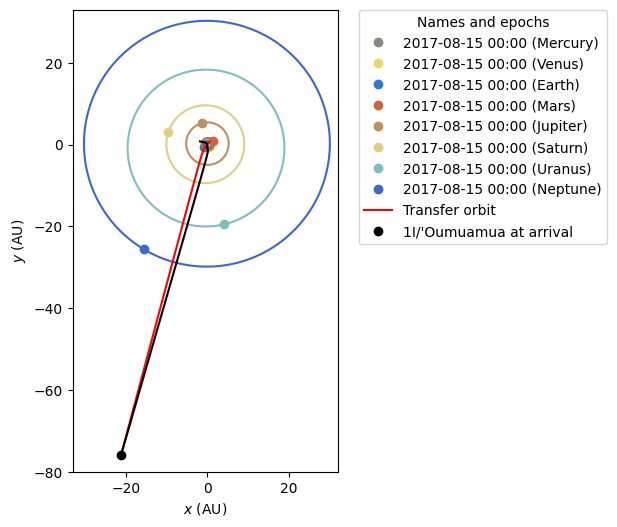 Names and epochs
2017-08-15 00:00 (Mercury)
2017-08-15 00:00 (Venus)
2017-08-15 00:00 (Earth)
2017-08-15 00:00 (Mars)
2017-08-15 00:00 (Jupiter)
2017-08-15 00:00 (Saturn)
2017-08-15 00:00 (Uranus)
2017-08-15 00:00 (Neptune)
Transfer orbit
1I/'Oumuamua at arrival
20
0
−20
−40
−60
−80
y (AU)
−20 0 20
x (AU)